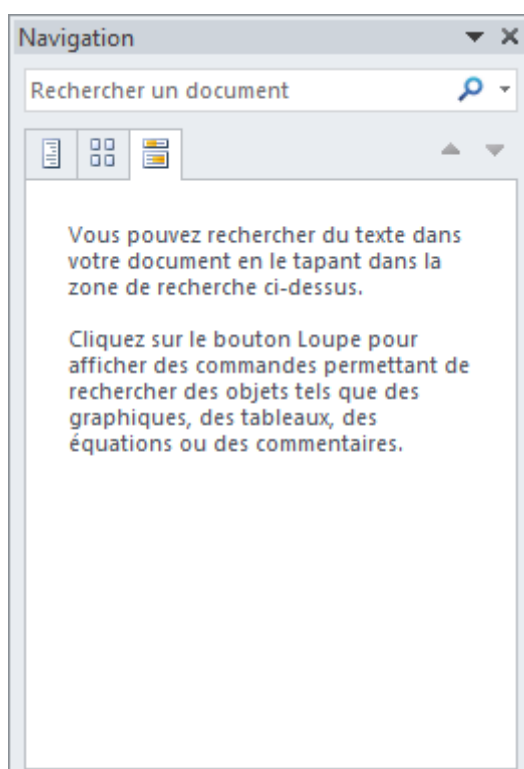 Navigation
Rechercher un document
Vous pouvez rechercher du texte dans
votre document en le tapant dans la
zone de recherche ci-dessus.
Cliquez sur le bouton Loupe pour
afficher des commandes permettant de
rechercher des objets tels que des
graphiques, des tableaux, des
équations ou des commentaires.